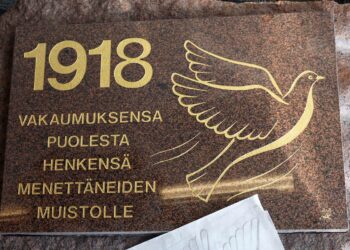 1918
VAKAUMUKSENSA
PUOLESTA
HENKENSÄ
MENETTÄNEIDEN
MUISTOLLE